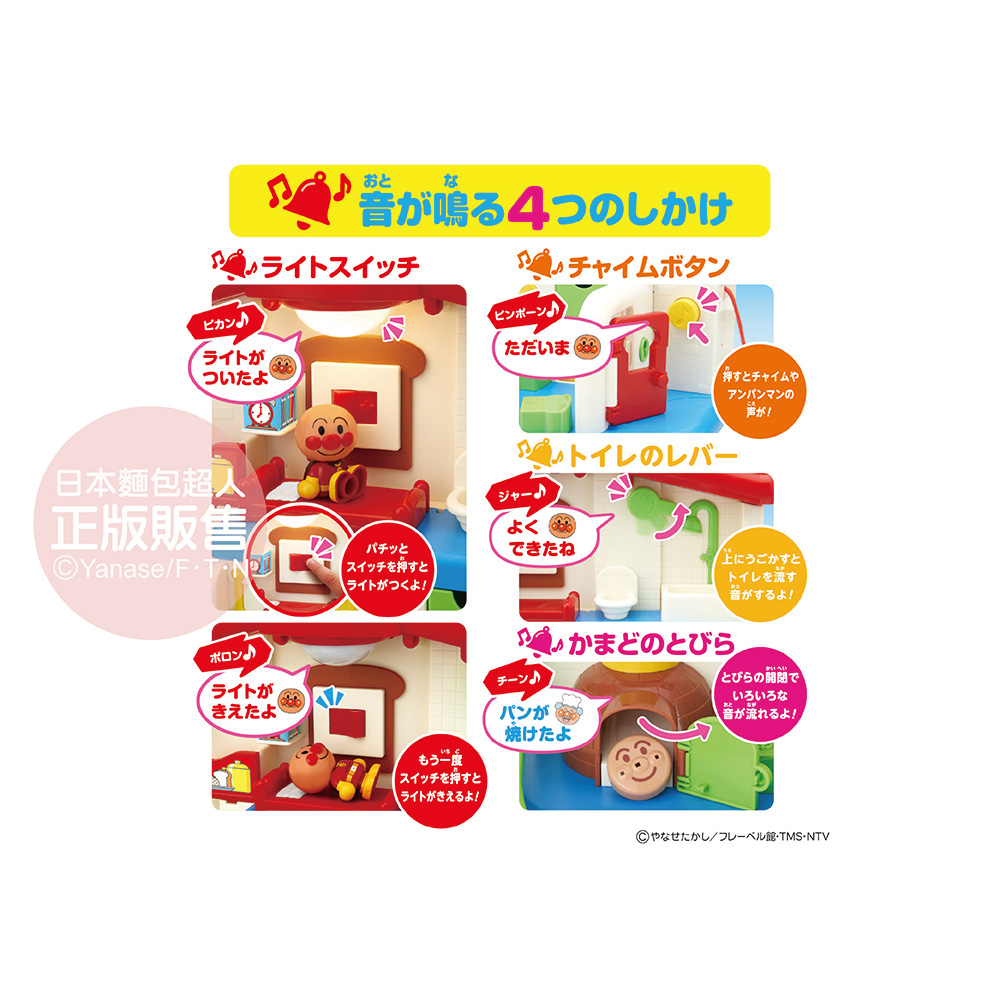 おと な
音が鳴る4つのしかけ
ライトスイッチ
ピカン♪
ライトが
ついたよ
パチッと
スイッチを押すと
ライトがつくよ!
ポロン♪
ライトが
きえたよ
もう一度
スイッチを押すと
ライトがきえるよ!
チャイムボタン
ピンポーン♪
ただいま
押すとチャイムや
アンパンマンの
声が!
トイレのレバー
ジャー♪
よく
できたね
上にうごかすと
トイレを流す
音がするよ!
かまどのとびら
チーン♪
パンが
焼けたよ
とびらの開閉で
いろいろな
音が流れるよ!
日本麵包超人
正版販售
©Yanase/F・T・N
©やなせたかし/フレーベル館・TMS・NTV